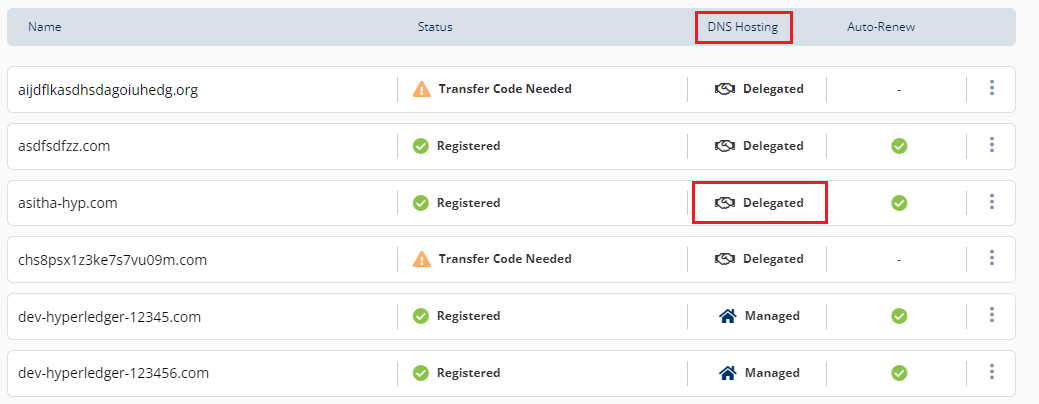 Name Status DNS Hosting Auto-Renew
aijdflkasdhsdagoiuhedg.org Transfer Code Needed Delegated -
asdfsdfzz.com Registered Delegated
asitha-hyp.com Registered Delegated
chs8psx1z3ke7s7vu09m.com Transfer Code Needed Delegated -
dev-hyperledger-12345.com Registered Managed
dev-hyperledger-123456.com Registered Managed